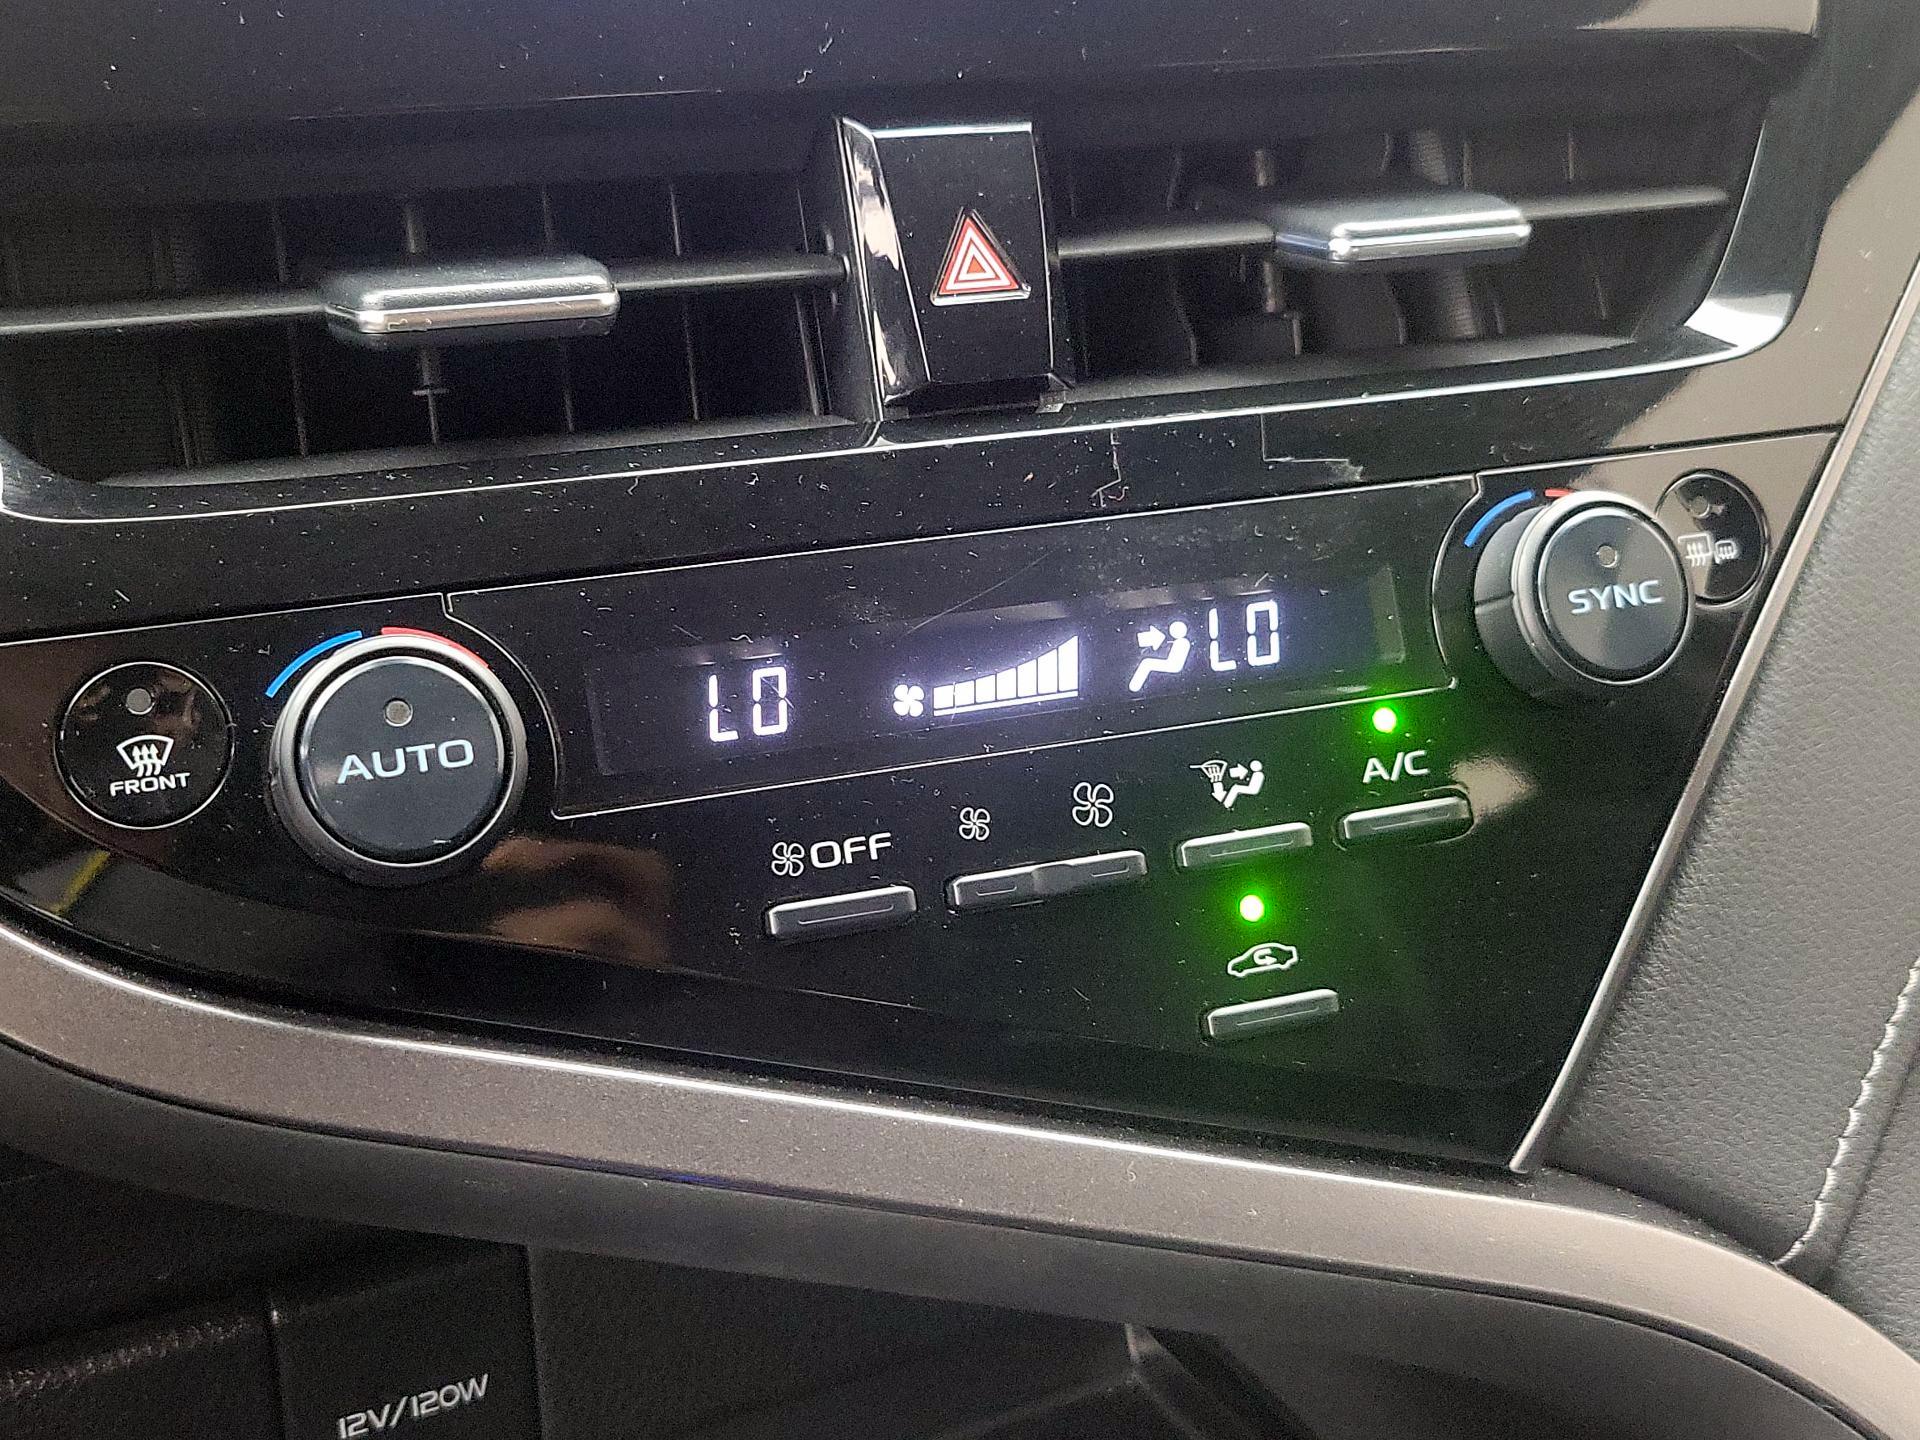 SYNC
LO LO
AUTO
FRONT
A/C
OFF
12V/120W